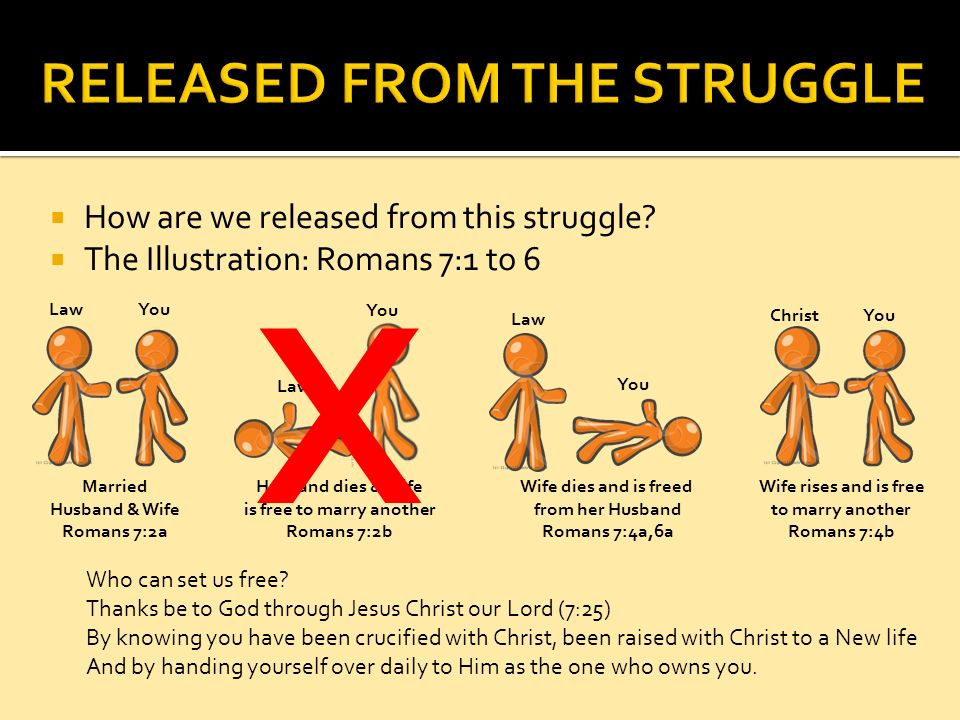 RELEASED FROM THE STRUGGLE
How are we released from this struggle?
The Illustration: Romans 7:1 to 6
Law You
You
Law
Law
You
Christ You
X
Married
Husband & Wife
Romans 7:2a
Husband dies & wife
is free to marry another
Romans 7:2b
Wife dies and is freed
from her Husband
Romans 7:4a,6a
Wife rises and is free
to marry another
Romans 7:4b
Who can set us free?
Thanks be to God through Jesus Christ our Lord (7:25)
By knowing you have been crucified with Christ, been raised with Christ to a New life
And by handing yourself over daily to Him as the one who owns you.